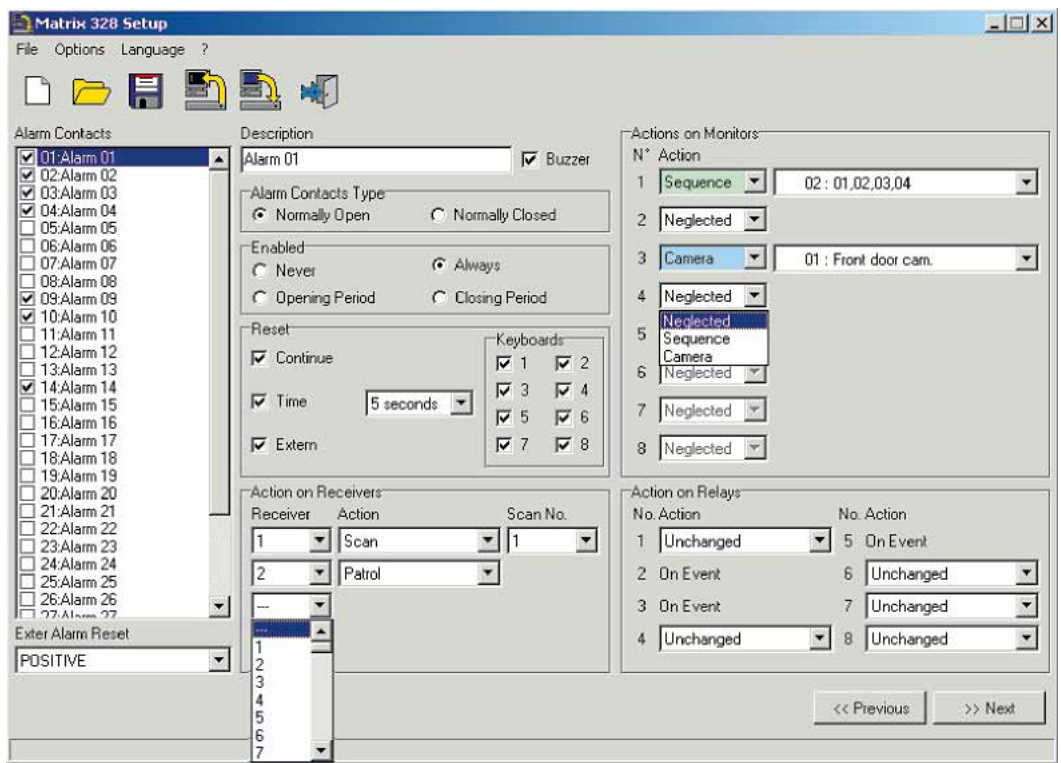 Matrix 328 Setup
File Options Language ?
Alarm Contacts
01:Alarm 01
02:Alarm 02
03:Alarm 03
04:Alarm 04
05:Alarm 05
06:Alarm 06
07:Alarm 07
08:Alarm 08
09:Alarm 09
10:Alarm 10
11:Alarm 11
12:Alarm 12
13:Alarm 13
14:Alarm 14
15:Alarm 15
16:Alarm 16
17:Alarm 17
18:Alarm 18
19:Alarm 19
20:Alarm 20
21:Alarm 21
22:Alarm 22
23:Alarm 23
24:Alarm 24
25:Alarm 25
26:Alarm 26
27:Alarm 27
Exter Alarm Reset
POSITIVE
Description
Alarm 01
Buzzer
Alarm Contacts Type
Normally Open Normally Closed
Enabled
Never Always
Opening Period Closing Period
Reset
Continue
Time 5 seconds
Extern
Keyboards
1 2
3 4
5 6
7 8
Action on Receivers
Receiver Action Scan No.
1 Scan 1
2 Patrol
---
---
1
2
3
4
5
6
7
Actions on Monitors
N° Action
1 Sequence 02 : 01,02,03,04
2 Neglected
3 Camera 01 : Front door cam.
4 Neglected
Neglected
Sequence
Camera
5
6 Neglected
7 Neglected
8 Neglected
Action on Relays
No. Action No. Action
1 Unchanged 5 On Event
2 On Event 6 Unchanged
3 On Event 7 Unchanged
4 Unchanged 8 Unchanged
<< Previous >> Next